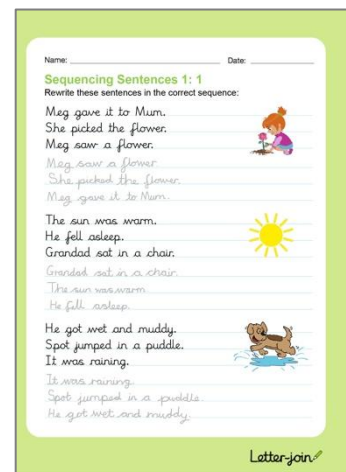 Name: Date:
Sequencing Sentences 1: 1
Rewrite these sentences in the correct sequence:
Meg gave it to Mum.
She picked the flower.
Meg saw a flower.
Meg saw a flower
She picked the flower.
Meg gave it to Mum.
The sun was warm.
He fell asleep.
Grandad sat in a chair.
Grandad sat in a chair.
The sun was warm
He fell asleep.
He got wet and muddy.
Spot jumped in a puddle.
It was raining.
It was raining.
Spot jumped in a puddle.
He got wet and muddy.
Letter-join